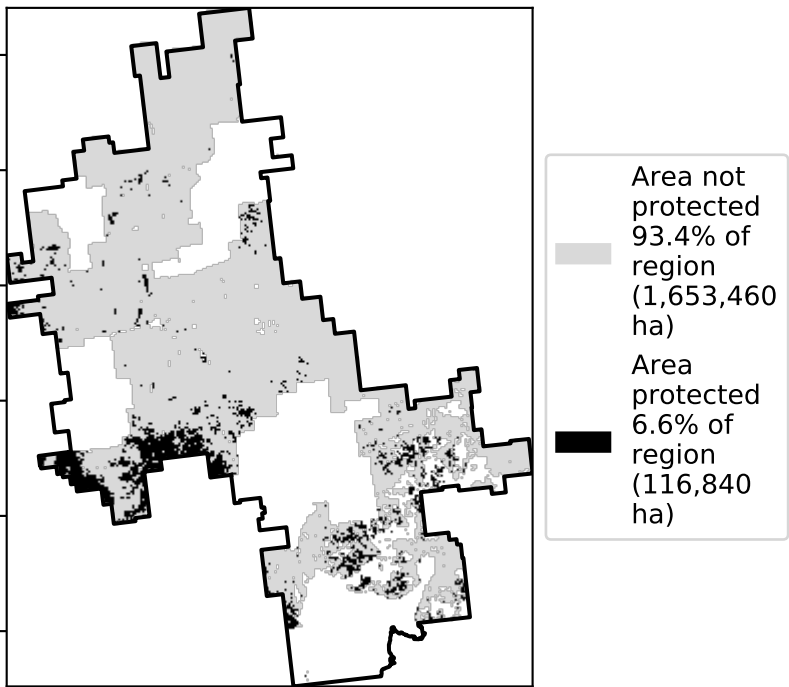 Area not
protected
93.4% of
region
(1,653,460
ha)
Area
protected
6.6% of
region
(116,840
ha)